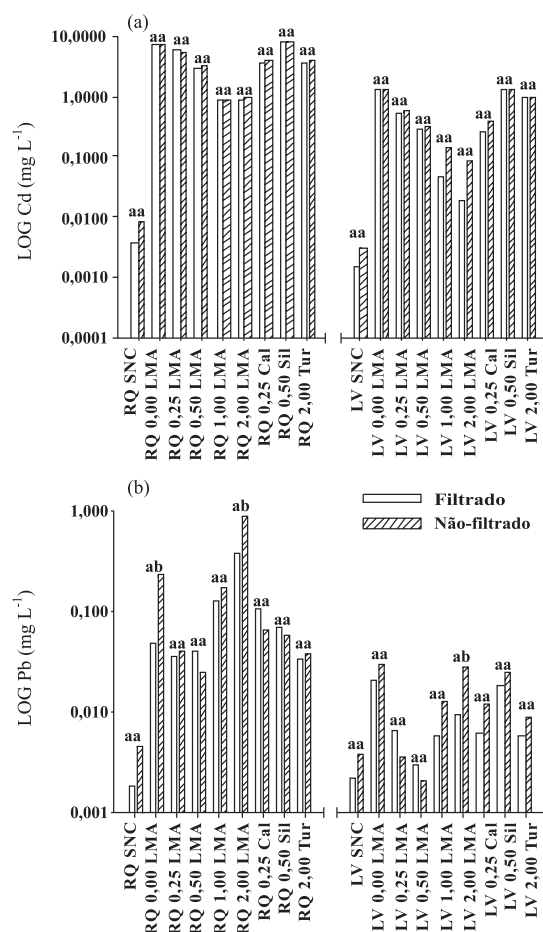 (a)
LOG Cd (mg L⁻¹)
10,0000
1,0000
0,1000
0,0100
0,0010
0,0001
aa aa aa aa aa aa aa aa aa
aa aa aa aa aa aa aa aa aa
RQ SNC
RQ 0,00 LMA
RQ 0,25 LMA
RQ 0,50 LMA
RQ 1,00 LMA
RQ 2,00 LMA
RQ 0,25 Cal
RQ 0,50 Sil
RQ 2,00 Tur
LV SNC
LV 0,00 LMA
LV 0,25 LMA
LV 0,50 LMA
LV 1,00 LMA
LV 2,00 LMA
LV 0,25 Cal
LV 0,50 Sil
LV 2,00 Tur
(b)
Filtrado
Não-filtrado
LOG Pb (mg L⁻¹)
1,000
0,100
0,010
0,001
aa ab aa aa aa ab aa aa aa
aa aa aa aa aa ab aa aa aa
RQ SNC
RQ 0,00 LMA
RQ 0,25 LMA
RQ 0,50 LMA
RQ 1,00 LMA
RQ 2,00 LMA
RQ 0,25 Cal
RQ 0,50 Sil
RQ 2,00 Tur
LV SNC
LV 0,00 LMA
LV 0,25 LMA
LV 0,50 LMA
LV 1,00 LMA
LV 2,00 LMA
LV 0,25 Cal
LV 0,50 Sil
LV 2,00 Tur